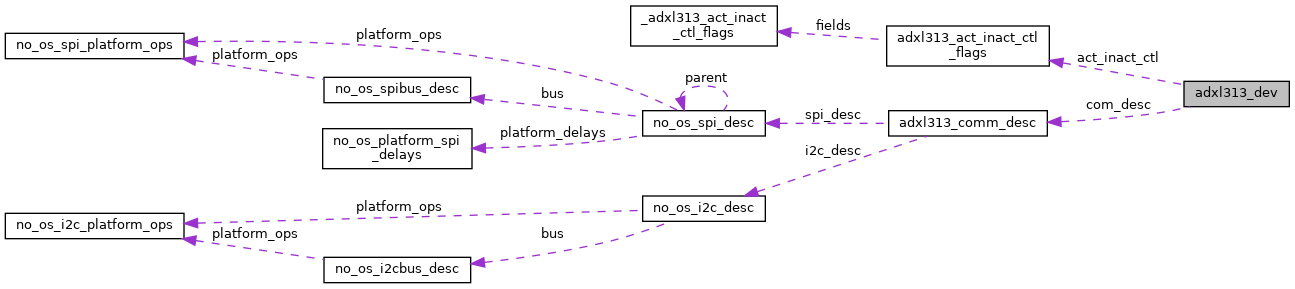 no_os_spi_platform_ops
platform_ops
platform_ops
no_os_spibus_desc
bus
no_os_platform_spi
_delays
platform_delays
parent
no_os_spi_desc
_adxl313_act_inact
_ctl_flags
fields
adxl313_act_inact_ctl
_flags
act_inact_ctl
adxl313_dev
com_desc
adxl313_comm_desc
spi_desc
i2c_desc
no_os_i2c_desc
platform_ops
bus
no_os_i2c_platform_ops
platform_ops
no_os_i2cbus_desc